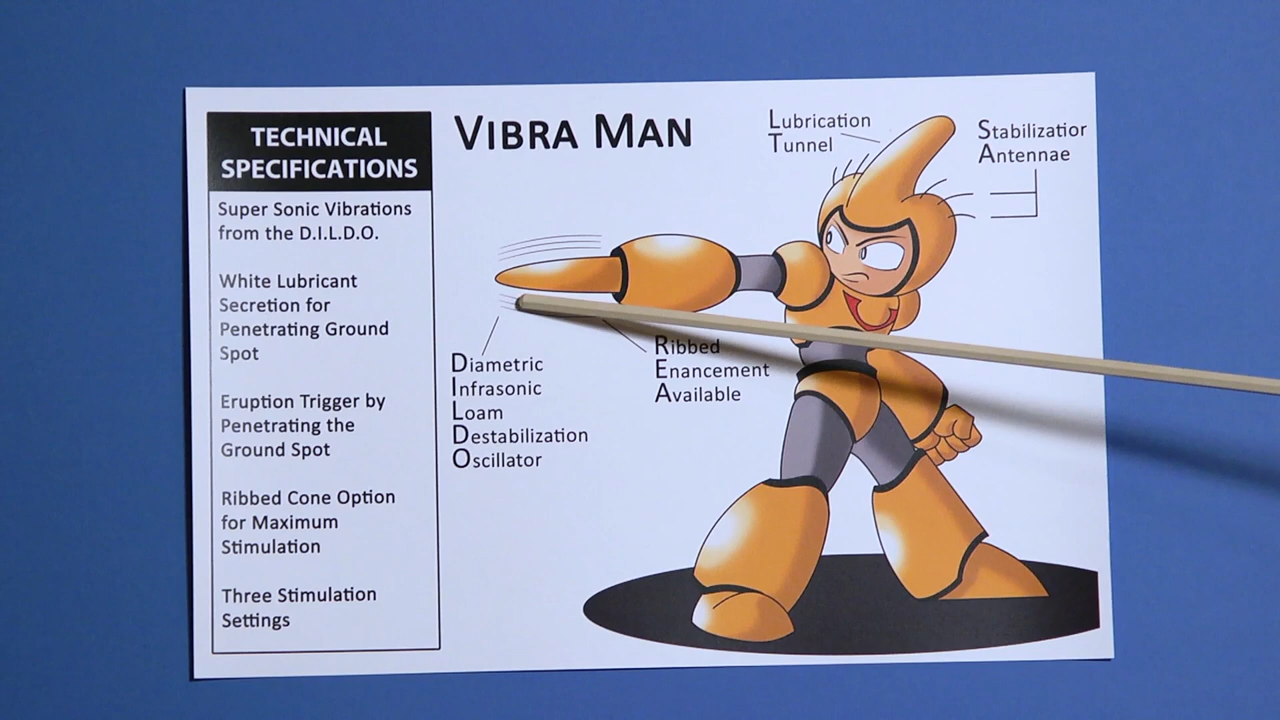 TECHNICAL
SPECIFICATIONS
Super Sonic Vibrations
from the D.I.L.D.O.
White Lubricant
Secretion for
Penetrating Ground
Spot
Eruption Trigger by
Penetrating the
Ground Spot
Ribbed Cone Option
for Maximum
Stimulation
Three Stimulation
Settings
VIBRA MAN
Lubrication
Tunnel
Stabilizatior
Antennae
Diametric
Infrasonic
Loam
Destabilization
Oscillator
Ribbed
Enancement
Available